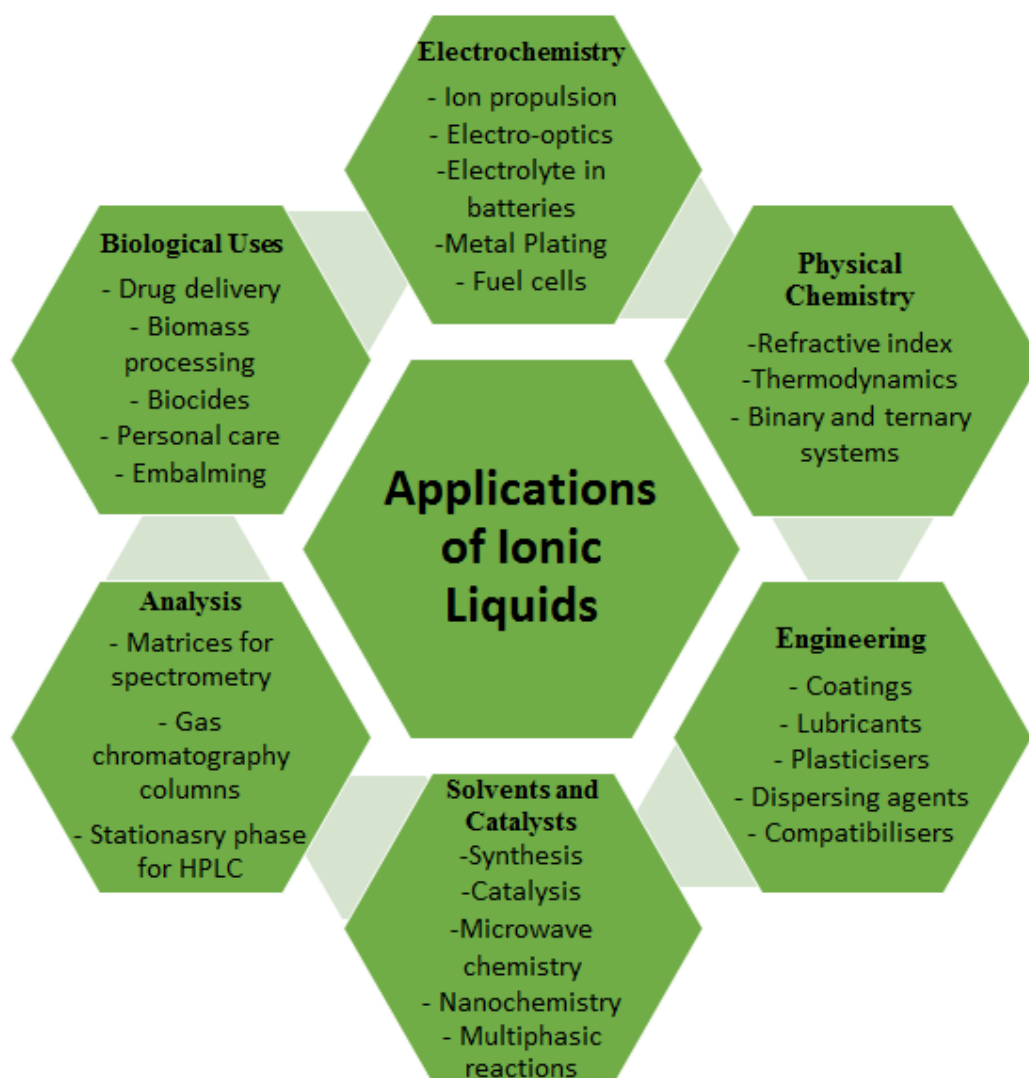 Electrochemistry
- Ion propulsion
- Electro-optics
-Electrolyte in
batteries
-Metal Plating
- Fuel cells
Physical
Chemistry
-Refractive index
-Thermodynamics
- Binary and ternary
systems
Engineering
- Coatings
- Lubricants
- Plasticisers
- Dispersing agents
- Compatibilisers
Solvents and
Catalysts
-Synthesis
-Catalysis
-Microwave
chemistry
- Nanochemistry
- Multiphasic
reactions
Analysis
- Matrices for
spectrometry
- Gas
chromatography
columns
- Stationasry phase
for HPLC
Biological Uses
- Drug delivery
- Biomass
processing
- Biocides
- Personal care
- Embalming
Applications
of Ionic
Liquids